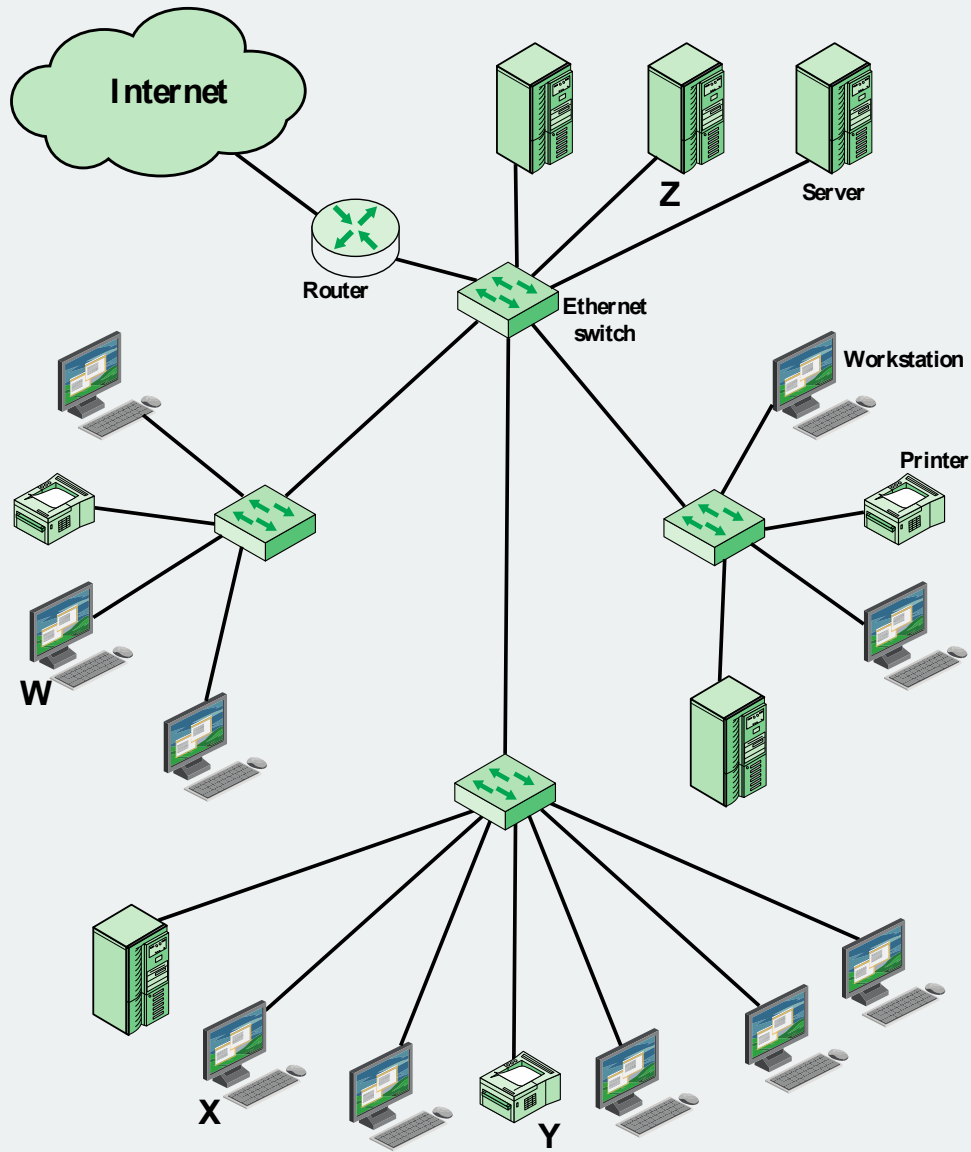 Internet
Z
Server
Router
Ethernet
switch
Workstation
Printer
W
X
Y